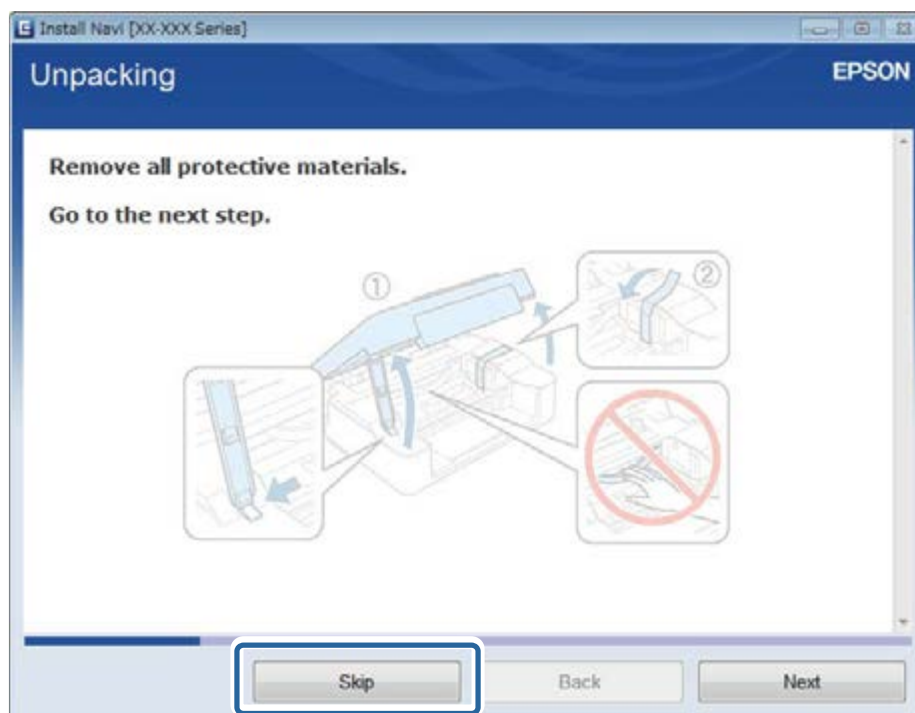 Install Navi [XX-XXX Series]
Unpacking
EPSON
Remove all protective materials.
Go to the next step.
①
②
Skip
Back
Next